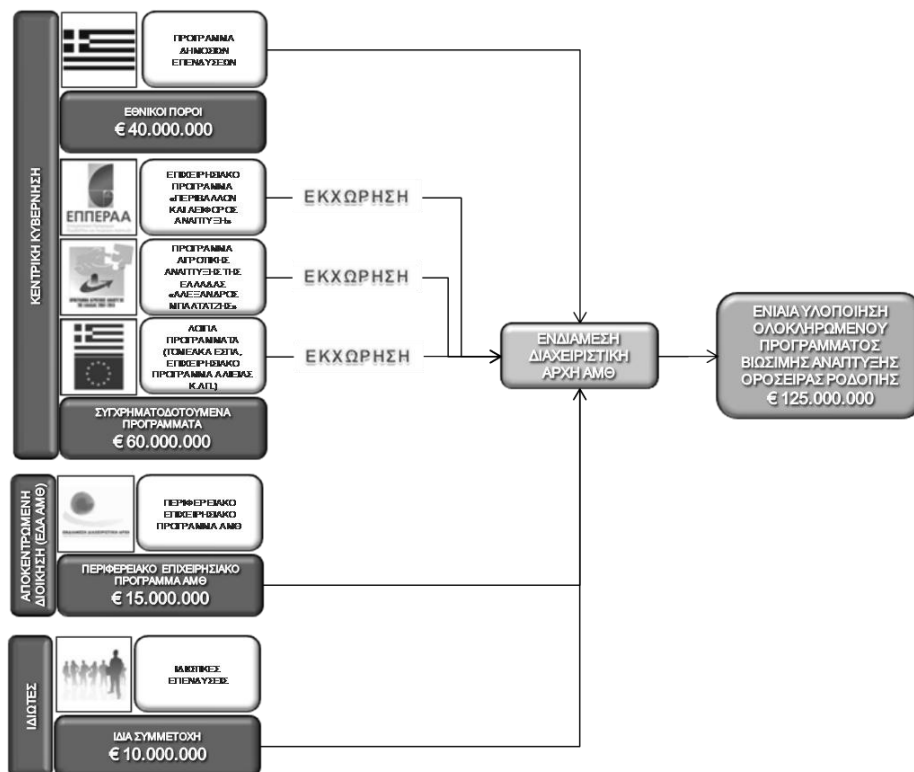 ΚΕΝΤΡΙΚΗ ΚΥΒΕΡΝΗΣΗ
ΠΡΟΓΡΑΜΜΑ
ΔΗΜΟΣΙΩΝ
ΕΠΕΝΔΥΣΕΩΝ
ΕΘΝΙΚΟΙ ΠΟΡΟΙ
€ 40.000.000
ΕΠΠΕΡΑΑ
ΕΠΙΧΕΙΡΗΣΙΑΚΟ
ΠΡΟΓΡΑΜΜΑ
«ΠΕΡΙΒΑΛΛΟΝ
ΚΑΙ ΑΕΙΦΟΡΟΣ
ΑΝΑΠΤΥΞΗ»
ΕΚΧΩΡΗΣΗ
ΠΡΟΓΡΑΜΜΑ
ΑΓΡΟΤΙΚΗΣ
ΑΝΑΠΤΥΞΗΣ ΤΗΣ
ΕΛΛΑΔΑΣ
«ΑΛΕΞΑΝΔΡΟΣ
ΜΠΑΛΤΑΤΖΗΣ»
ΕΚΧΩΡΗΣΗ
ΛΟΙΠΑ
ΠΡΟΓΡΑΜΜΑΤΑ
(ΤΟΜΕΑΚΑ ΕΣΠΑ,
ΕΠΙΧΕΙΡΗΣΙΑΚΟ
ΠΡΟΓΡΑΜΜΑ ΑΛΙΕΙΑΣ
Κ.ΛΠ.)
ΕΚΧΩΡΗΣΗ
ΣΥΓΧΡΗΜΑΤΟΔΟΤΟΥΜΕΝΑ
ΠΡΟΓΡΑΜΜΑΤΑ
€ 60.000.000
ΕΝΔΙΑΜΕΣΗ
ΔΙΑΧΕΙΡΙΣΤΙΚΗ
ΑΡΧΗ ΑΜΘ
ΕΝΙΑΙΑ ΥΛΟΠΟΙΗΣΗ
ΟΛΟΚΛΗΡΩΜΕΝΟΥ
ΠΡΟΓΡΑΜΜΑΤΟΣ
ΒΙΩΣΙΜΗΣ ΑΝΑΠΤΥΞΗΣ
ΟΡΟΣΕΙΡΑΣ ΡΟΔΟΠΗΣ
€ 125.000.000
ΑΠΟΚΕΝΤΡΩΜΕΝΗ
ΔΙΟΙΚΗΣΗ (ΕΔΑ ΑΜΘ)
ΕΝΔΙΑΜΕΣΗ ΔΙΑΧΕΙΡΙΣΤΙΚΗ ΑΡΧΗ
ΠΕΡΙΦΕΡΕΙΑΚΟ
ΕΠΙΧΕΙΡΗΣΙΑΚΟ
ΠΡΟΓΡΑΜΜΑ ΑΜΘ
ΠΕΡΙΦΕΡΕΙΑΚΟ ΕΠΙΧΕΙΡΗΣΙΑΚΟ
ΠΡΟΓΡΑΜΜΑ ΑΜΘ
€ 15.000.000
ΙΔΙΩΤΕΣ
ΙΔΙΩΤΙΚΕΣ
ΕΠΕΝΔΥΣΕΙΣ
ΙΔΙΑ ΣΥΜΜΕΤΟΧΗ
€ 10.000.000